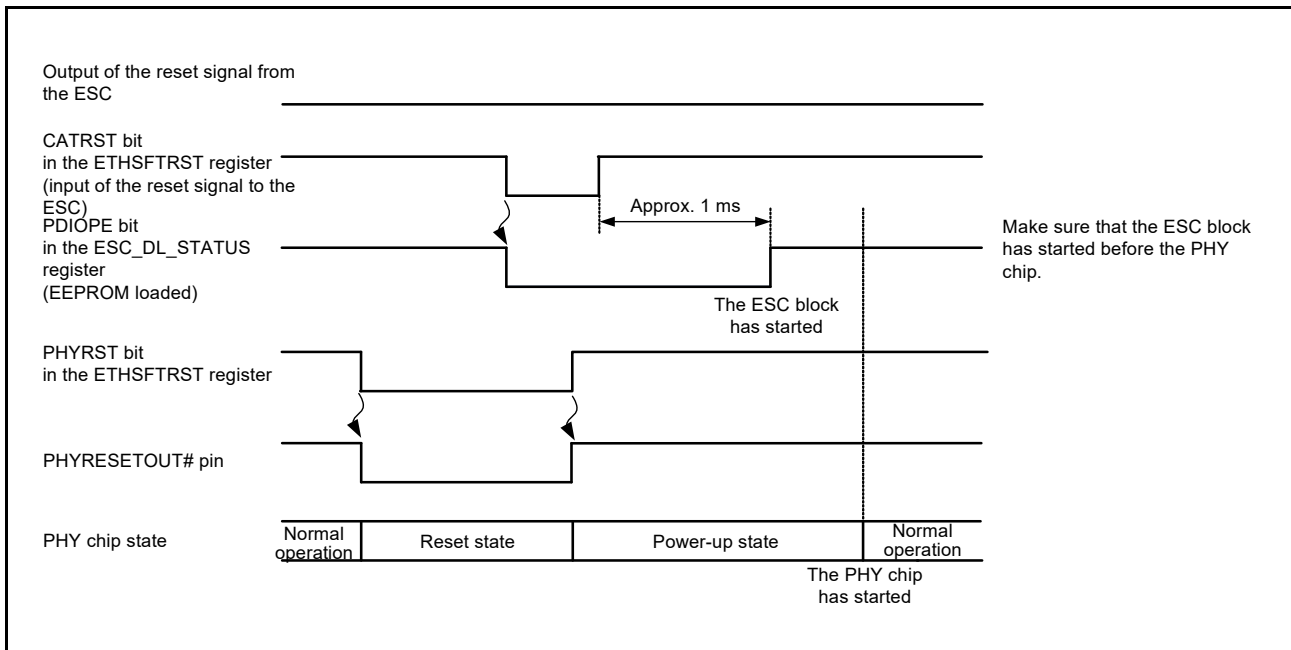 Output of the reset signal from
the ESC
CATRST bit
in the ETHSFTRST register
(input of the reset signal to the
ESC)
Approx. 1 ms
PDIOPE bit
in the ESC_DL_STATUS
register
(EEPROM loaded)
Make sure that the ESC block
has started before the PHY
chip.
The ESC block
has started
PHYRST bit
in the ETHSFTRST register
PHYRESETOUT# pin
PHY chip state
Normal
operation
Reset state
Power-up state
Normal
operation
The PHY chip
has started